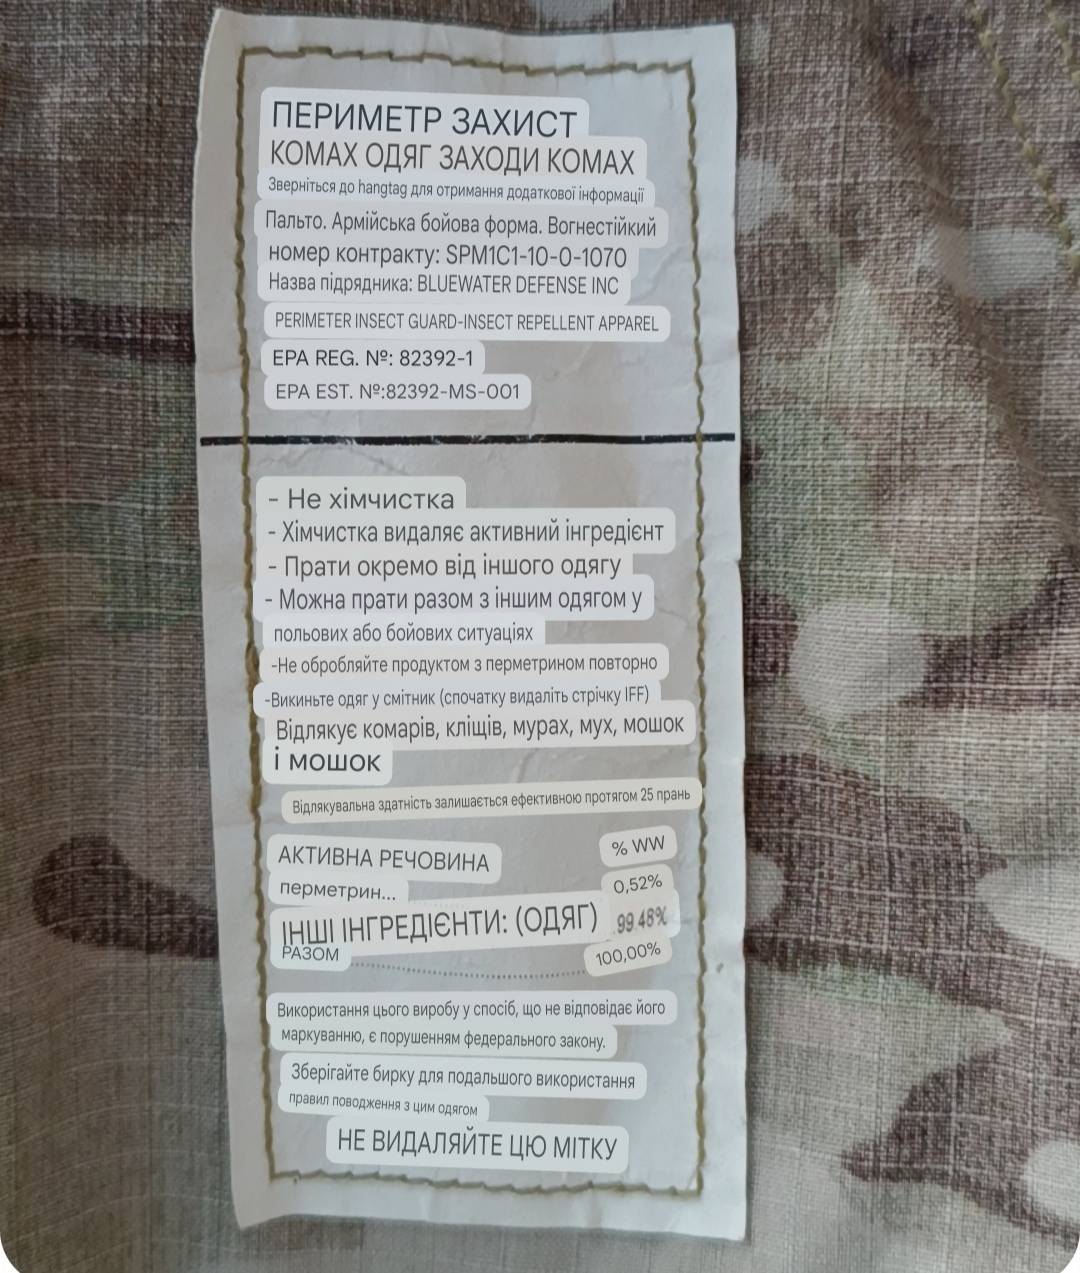 ПЕРИМЕТР ЗАХИСТ
КОМАХ ОДЯГ ЗАХОДИ КОМАХ
Зверніться до hangtag для отримання додаткової інформації
Пальто. Армійська бойова форма. Вогнестійкий
номер контракту: SPM1C1-10-0-1070
Назва підрядника: BLUEWATER DEFENSE INC
PERIMETER INSECT GUARD-INSECT REPELLENT APPAREL
EPA REG. №: 82392-1
EPA EST. №:82392-MS-001
- Не хімчистка
- Хімчистка видаляє активний інгредієнт
- Прати окремо від іншого одягу
- Можна прати разом з іншим одягом у
польових або бойових ситуаціях
-Не обробляйте продуктом з перметрином повторно
-Викиньте одяг у смітник (спочатку видаліть стрічку IFF)
Відлякує комарів, кліщів, мурах, мух, мошок
і мошок
Відлякувальна здатність залишається ефективною протягом 25 прань
АКТИВНА РЕЧОВИНА % WW
перметрин... 0,52%
ІНШІ ІНГРЕДІЄНТИ: (ОДЯГ) 99.48%
РАЗОМ 100,00%
Використання цього виробу у спосіб, що не відповідає його
маркуванню, є порушенням федерального закону.
Зберігайте бирку для подальшого використання
правил поводження з цим одягом
НЕ ВИДАЛЯЙТЕ ЦЮ МІТКУ